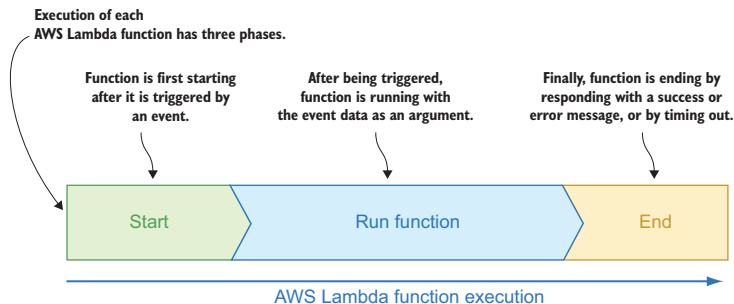 Execution of each
AWS Lambda function has three phases.
Function is first starting
after it is triggered by
an event.
After being triggered,
function is running with
the event data as an argument.
Finally, function is ending by
responding with a success or
error message, or by timing out.
Start
Run function
End
AWS Lambda function execution